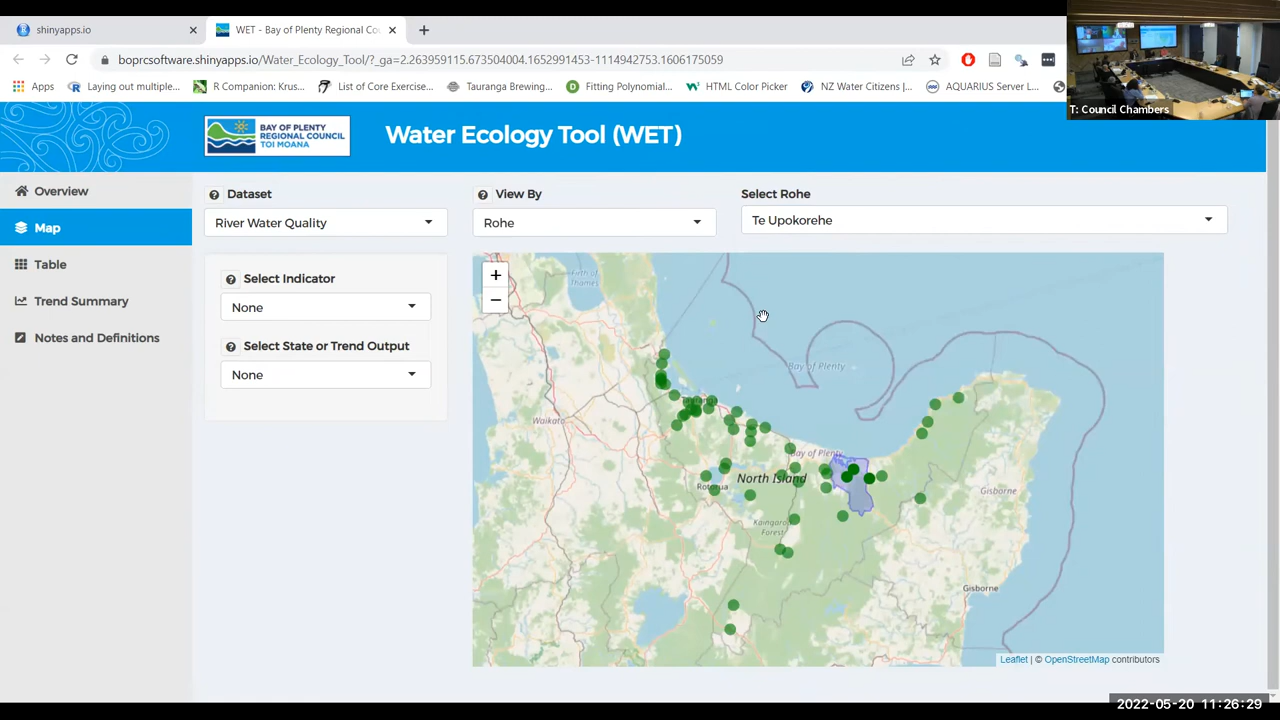 shinyapps.io
WET - Bay of Plenty Regional Co
boprcsoftware.shinyapps.io/Water_Ecology_Tool/?_ga=2.263959115.673504004.1652991453-1114942753.1606175059
Apps
Laying out multiple...
R Companion: Krus...
List of Core Exercise...
Tauranga Brewing...
Fitting Polynomial...
HTML Color Picker
NZ Water Citizens |...
AQUARIUS Server L...
T: Council Chambers
BAY OF PLENTY
REGIONAL COUNCIL
TOI MOANA
Water Ecology Tool (WET)
Overview
Map
Table
Trend Summary
Notes and Definitions
Dataset
River Water Quality
View By
Rohe
Select Rohe
Te Upokorehe
Select Indicator
None
Select State or Trend Output
None
+
−
Firth of
Thames
Bay of Plenty
Tauranga
Waikato
Bay of Plenty
North Island
Rotorua
Kaingaroa
Forest
Gisborne
Gisborne
Leaflet | © OpenStreetMap contributors
2022-05-20 11:26:29